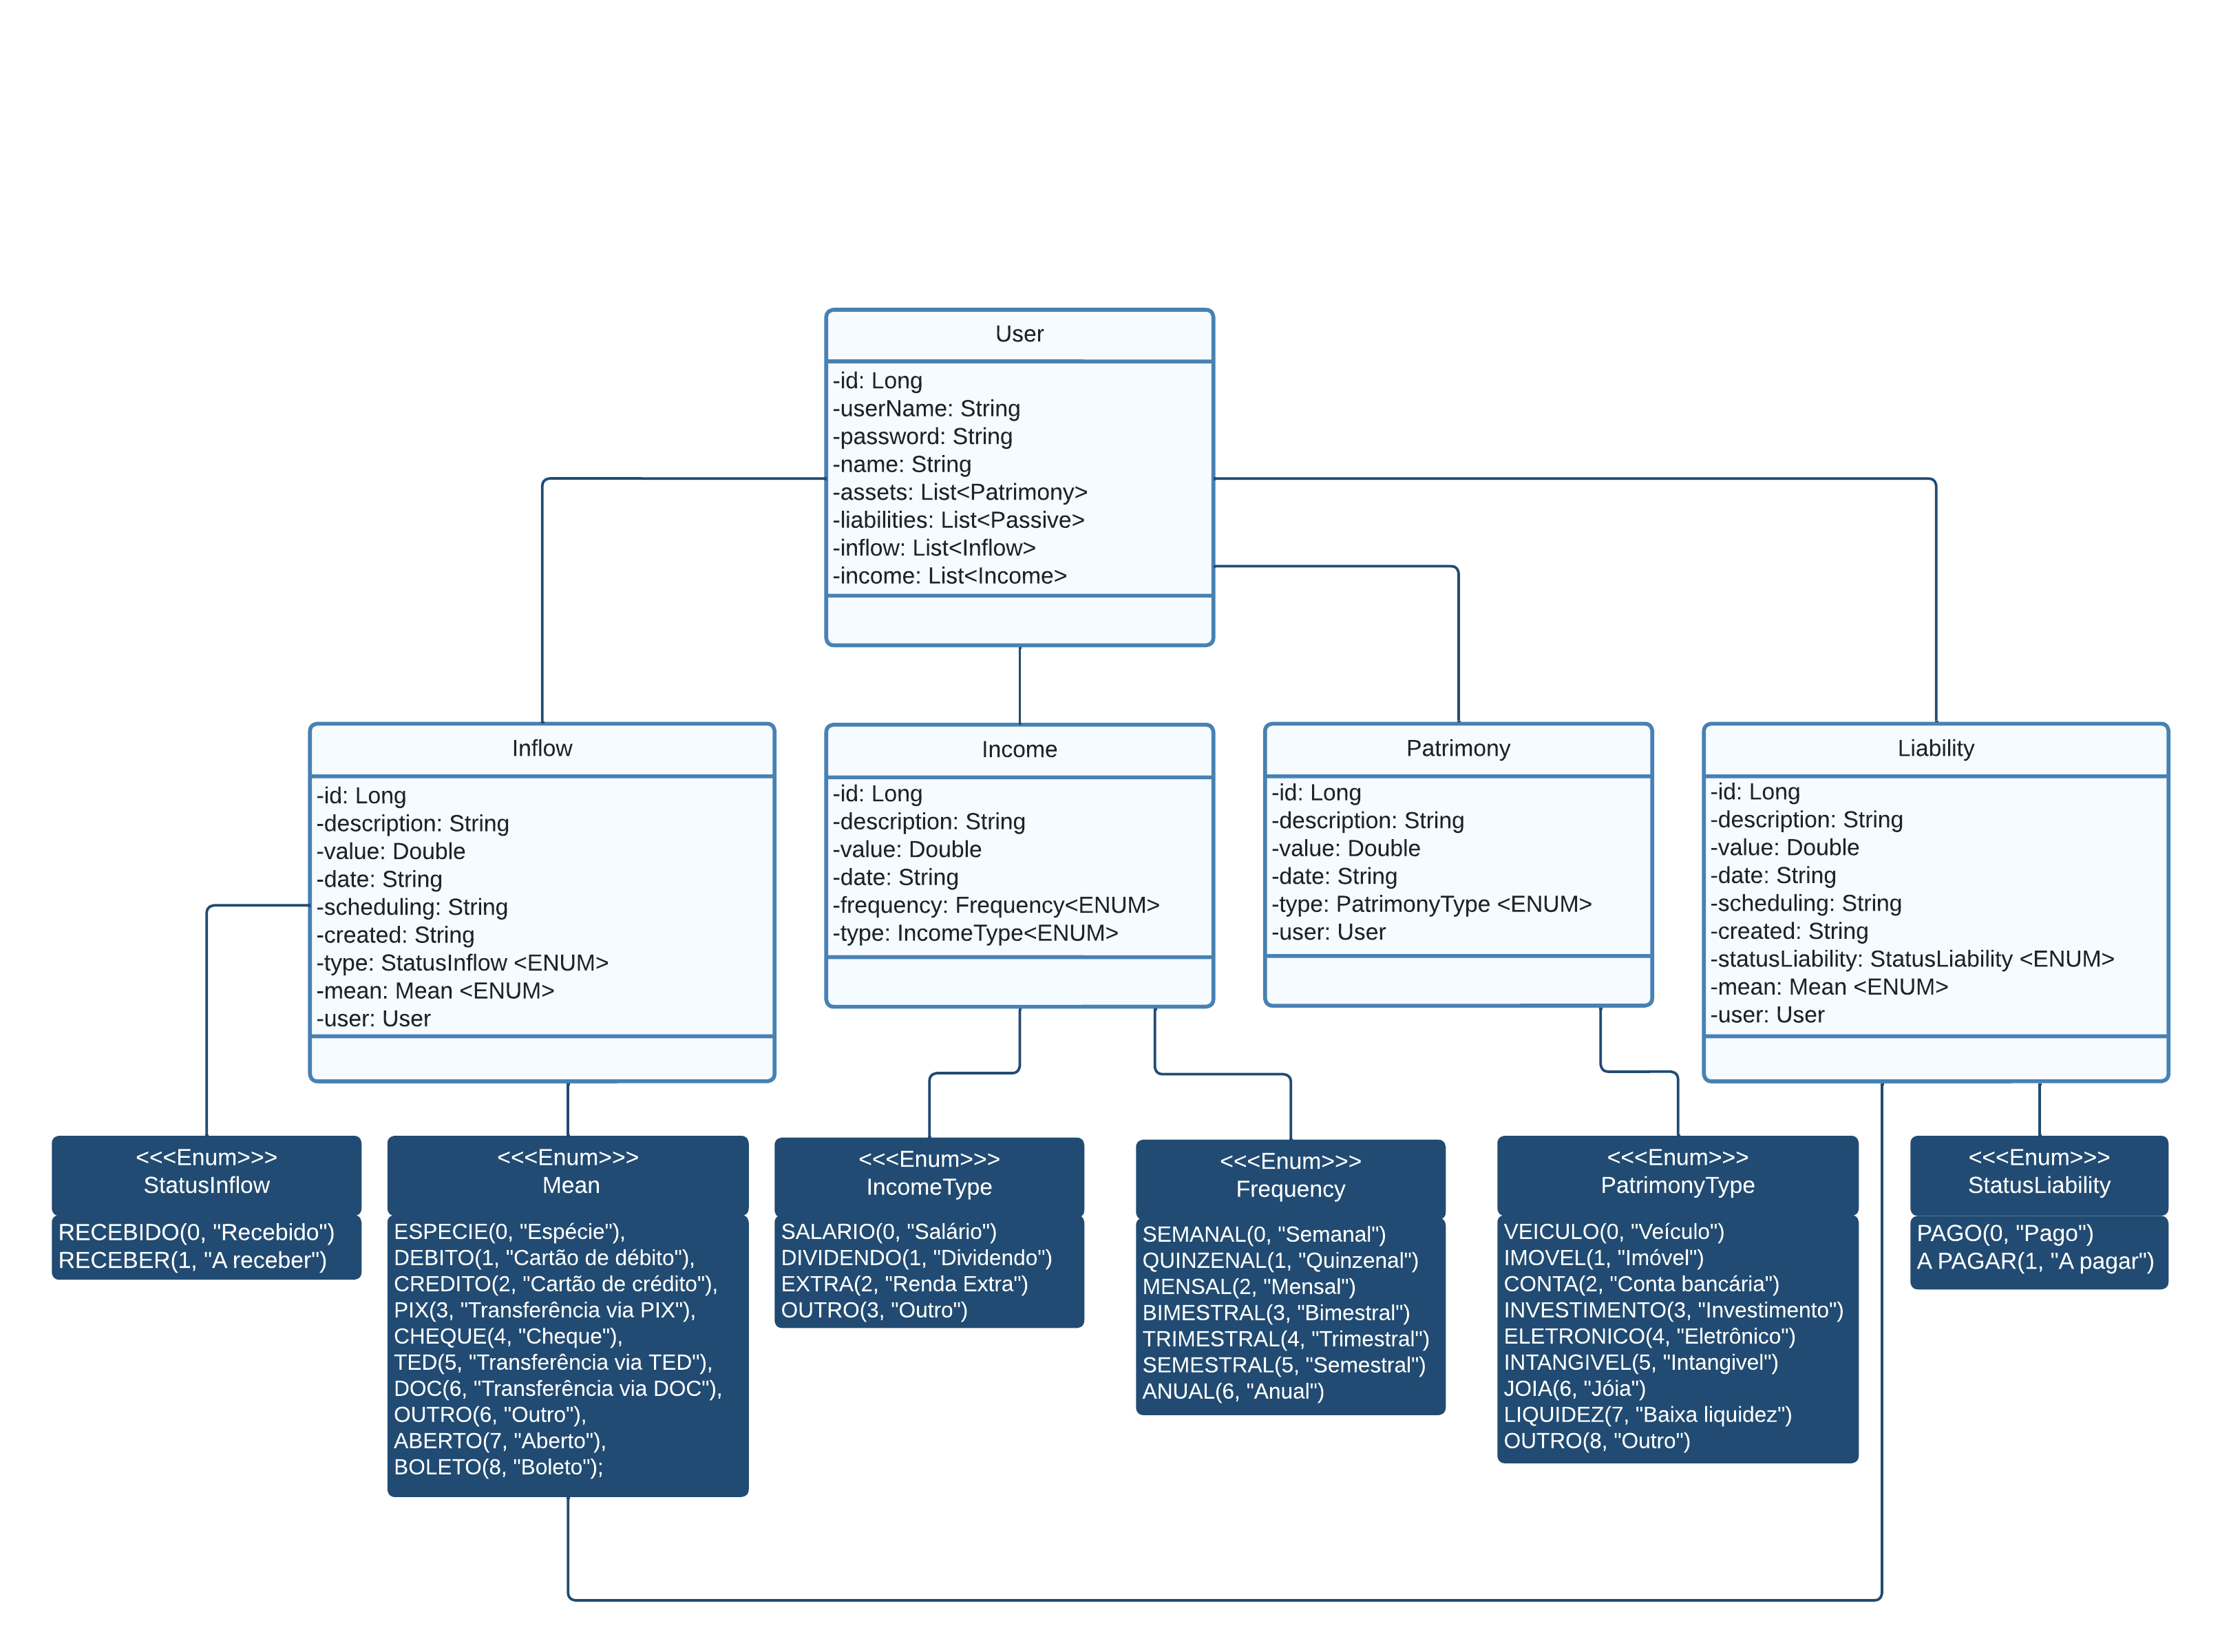 User
-id: Long
-userName: String
-password: String
-name: String
-assets: List<Patrimony>
-liabilities: List<Passive>
-inflow: List<Inflow>
-income: List<Income>
Inflow
-id: Long
-description: String
-value: Double
-date: String
-scheduling: String
-created: String
-type: StatusInflow <ENUM>
-mean: Mean <ENUM>
-user: User
Income
-id: Long
-description: String
-value: Double
-date: String
-frequency: Frequency<ENUM>
-type: IncomeType<ENUM>
Patrimony
-id: Long
-description: String
-value: Double
-date: String
-type: PatrimonyType <ENUM>
-user: User
Liability
-id: Long
-description: String
-value: Double
-date: String
-scheduling: String
-created: String
-statusLiability: StatusLiability <ENUM>
-mean: Mean <ENUM>
-user: User
<<<Enum>>>
StatusInflow
RECEBIDO(0, "Recebido")
RECEBER(1, "A receber")
<<<Enum>>>
Mean
ESPECIE(0, "Espécie"),
DEBITO(1, "Cartão de débito"),
CREDITO(2, "Cartão de crédito"),
PIX(3, "Transferência via PIX"),
CHEQUE(4, "Cheque"),
TED(5, "Transferência via TED"),
DOC(6, "Transferência via DOC"),
OUTRO(6, "Outro"),
ABERTO(7, "Aberto"),
BOLETO(8, "Boleto");
<<<Enum>>>
IncomeType
SALARIO(0, "Salário")
DIVIDENDO(1, "Dividendo")
EXTRA(2, "Renda Extra")
OUTRO(3, "Outro")
<<<Enum>>>
Frequency
SEMANAL(0, "Semanal")
QUINZENAL(1, "Quinzenal")
MENSAL(2, "Mensal")
BIMESTRAL(3, "Bimestral")
TRIMESTRAL(4, "Trimestral")
SEMESTRAL(5, "Semestral")
ANUAL(6, "Anual")
<<<Enum>>>
PatrimonyType
VEICULO(0, "Veículo")
IMOVEL(1, "Imóvel")
CONTA(2, "Conta bancária")
INVESTIMENTO(3, "Investimento")
ELETRONICO(4, "Eletrônico")
INTANGIVEL(5, "Intangivel")
JOIA(6, "Jóia")
LIQUIDEZ(7, "Baixa liquidez")
OUTRO(8, "Outro")
<<<Enum>>>
StatusLiability
PAGO(0, "Pago")
A PAGAR(1, "A pagar")